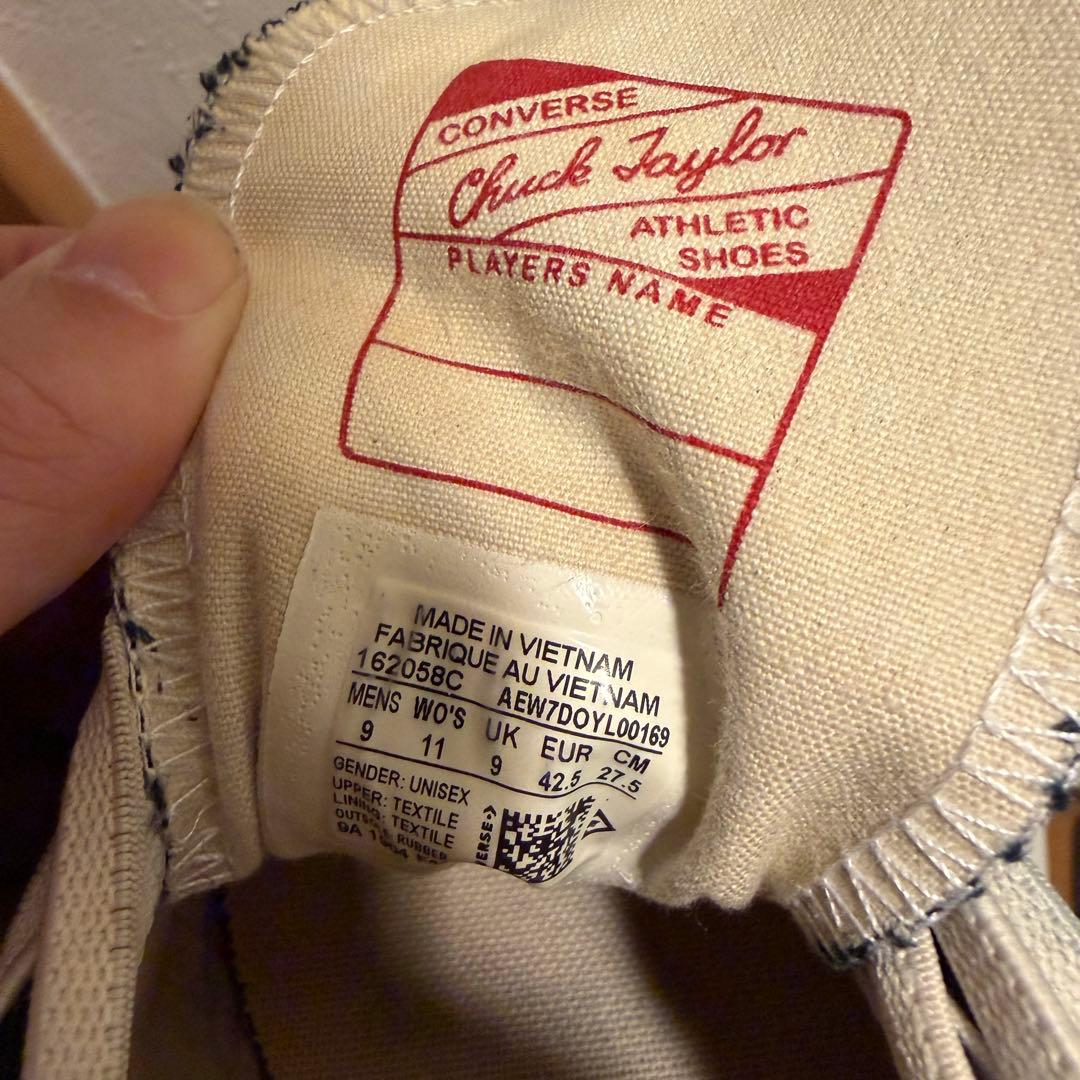 CONVERSE
Chuck Taylor
ATHLETIC
SHOES
PLAYERS NAME
MADE IN VIETNAM
FABRIQUE AU VIETNAM
162058C AEW7DOYL00169
MENS WO'S UK EUR CM
9 11 9 42.5 27.5
GENDER: UNISEX
UPPER: TEXTILE
LINING: TEXTILE
RUBBER
9A